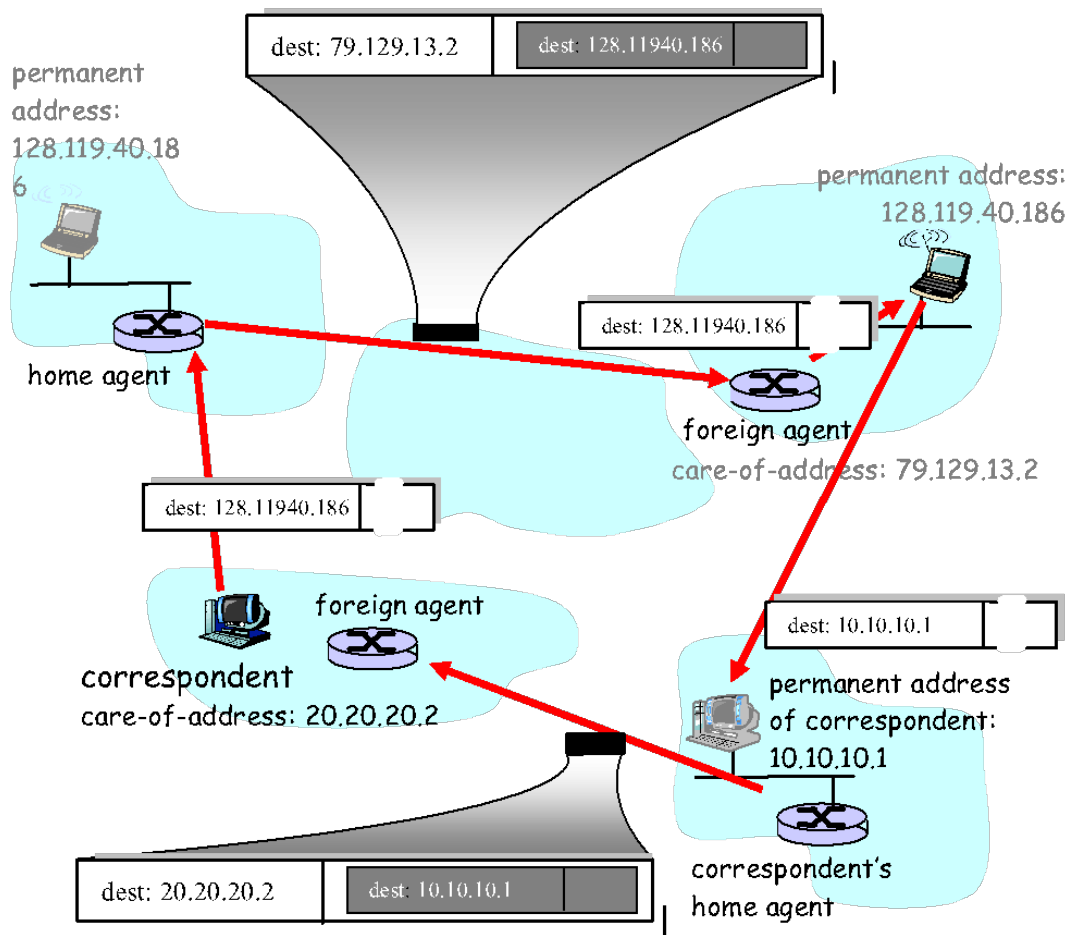 dest: 79.129.13.2
dest: 128.11940.186
permanent
address:
128.119.40.18
6
permanent address:
128.119.40.186
dest: 128.11940.186
home agent
foreign agent
care-of-address: 79.129.13.2
dest: 128.11940.186
foreign agent
correspondent
care-of-address: 20.20.20.2
dest: 10.10.10.1
permanent address
of correspondent:
10.10.10.1
correspondent's
home agent
dest: 20.20.20.2
dest: 10.10.10.1